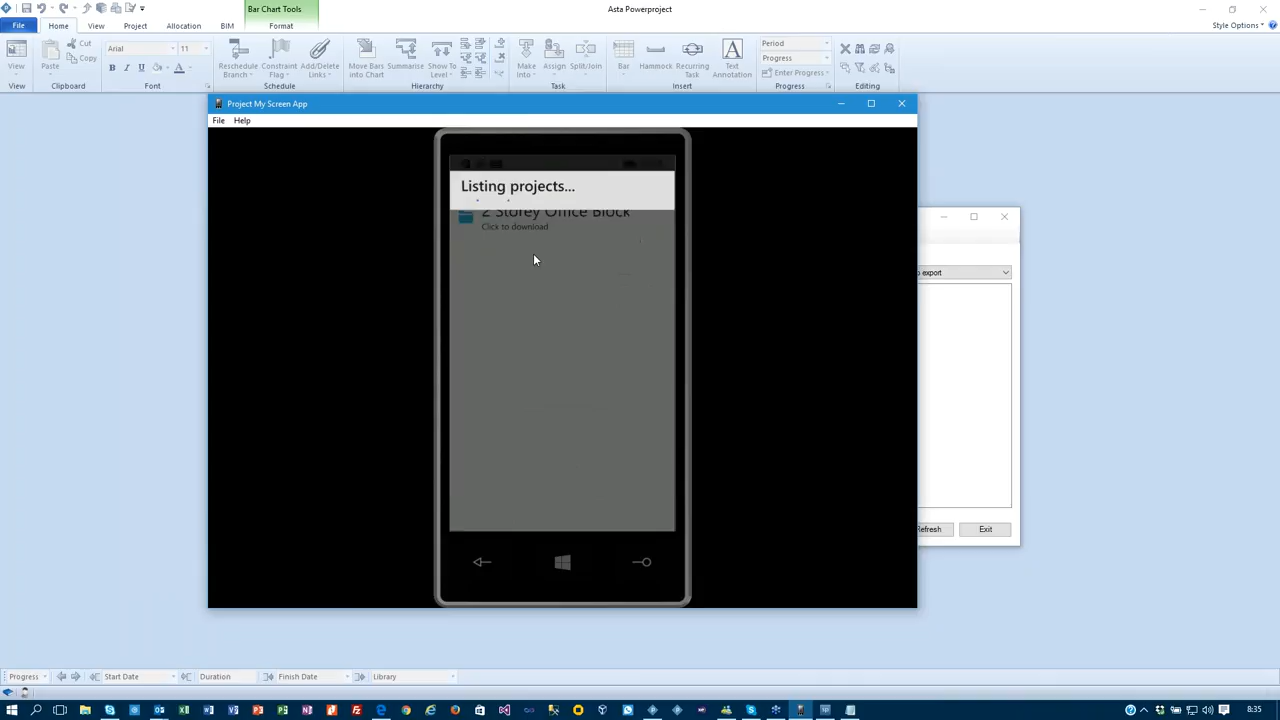 Bar Chart Tools
Asta Powerproject
File
Home
View
Project
Allocation
BIM
Format
Style Options
View
Paste
Cut
Copy
Arial
11
B
I
U
A
Reschedule Branch
Constraint Flag
Add/Delete Links
Move Bars into Chart
Summarise
Show To Level
Make Into
Assign
Split/Join
Bar
Hammock
Recurring Task
Text Annotation
Period
Progress
Enter Progress
View
Clipboard
Font
Schedule
Hierarchy
Task
Insert
Progress
Editing
Project My Screen App
File
Help
Listing projects...
2 Storey Office Block
Click to download
export
Refresh
Exit
Progress
Start Date
Duration
Finish Date
Library
8:35